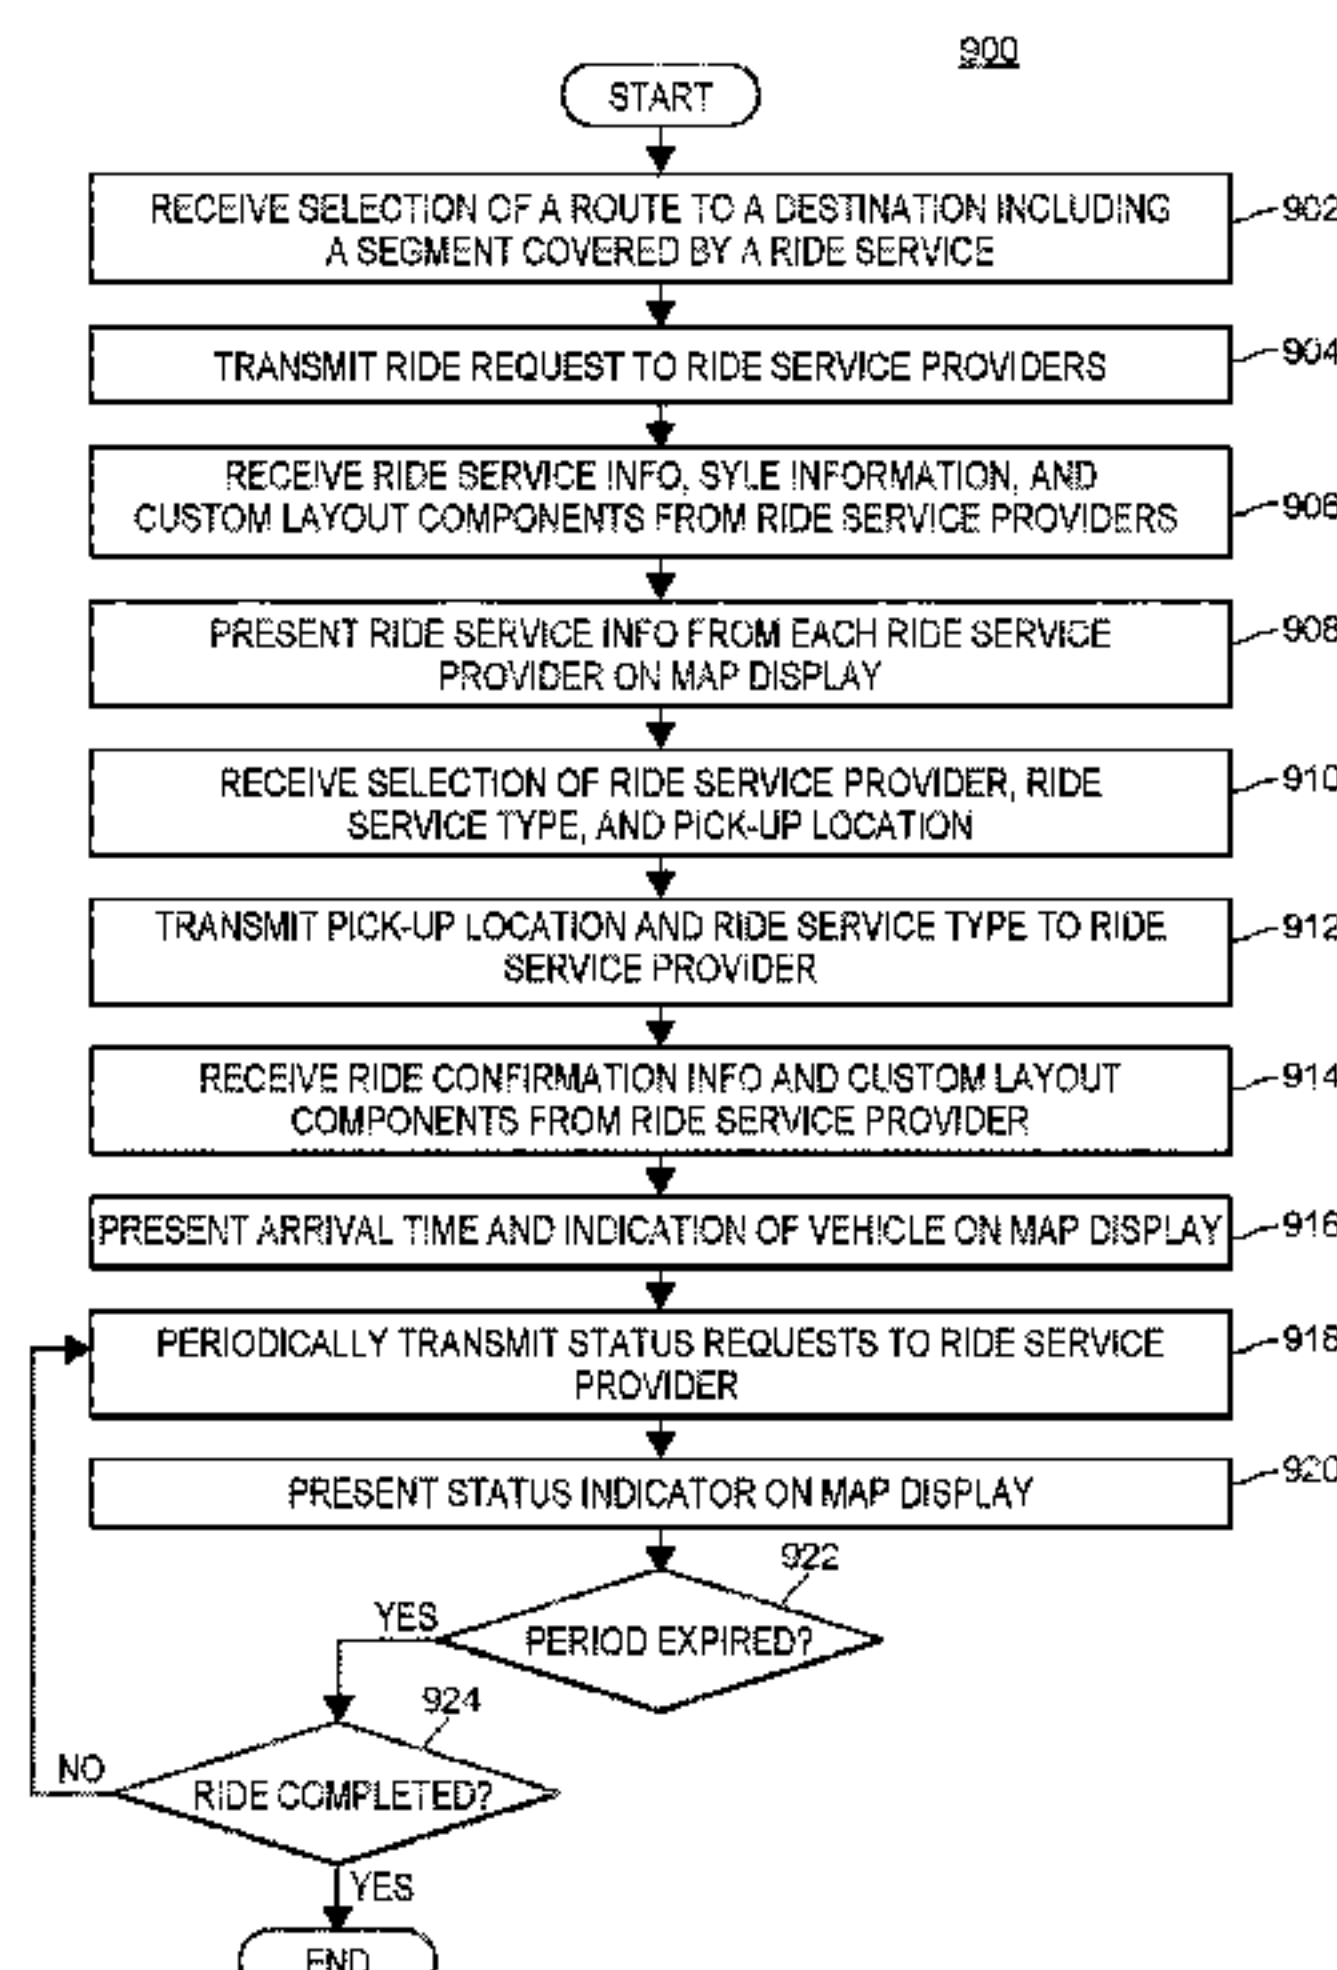 900
START
RECEIVE SELECTION OF A ROUTE TO A DESTINATION INCLUDING
A SEGMENT COVERED BY A RIDE SERVICE
902
TRANSMIT RIDE REQUEST TO RIDE SERVICE PROVIDERS
904
RECEIVE RIDE SERVICE INFO, SYLE INFORMATION, AND
CUSTOM LAYOUT COMPONENTS FROM RIDE SERVICE PROVIDERS
906
PRESENT RIDE SERVICE INFO FROM EACH RIDE SERVICE
PROVIDER ON MAP DISPLAY
908
RECEIVE SELECTION OF RIDE SERVICE PROVIDER, RIDE
SERVICE TYPE, AND PICK-UP LOCATION
910
TRANSMIT PICK-UP LOCATION AND RIDE SERVICE TYPE TO RIDE
SERVICE PROVIDER
912
RECEIVE RIDE CONFIRMATION INFO AND CUSTOM LAYOUT
COMPONENTS FROM RIDE SERVICE PROVIDER
914
PRESENT ARRIVAL TIME AND INDICATION OF VEHICLE ON MAP DISPLAY
916
PERIODICALLY TRANSMIT STATUS REQUESTS TO RIDE SERVICE
PROVIDER
918
PRESENT STATUS INDICATOR ON MAP DISPLAY
920
922
YES
PERIOD EXPIRED?
924
NO
RIDE COMPLETED?
YES
END